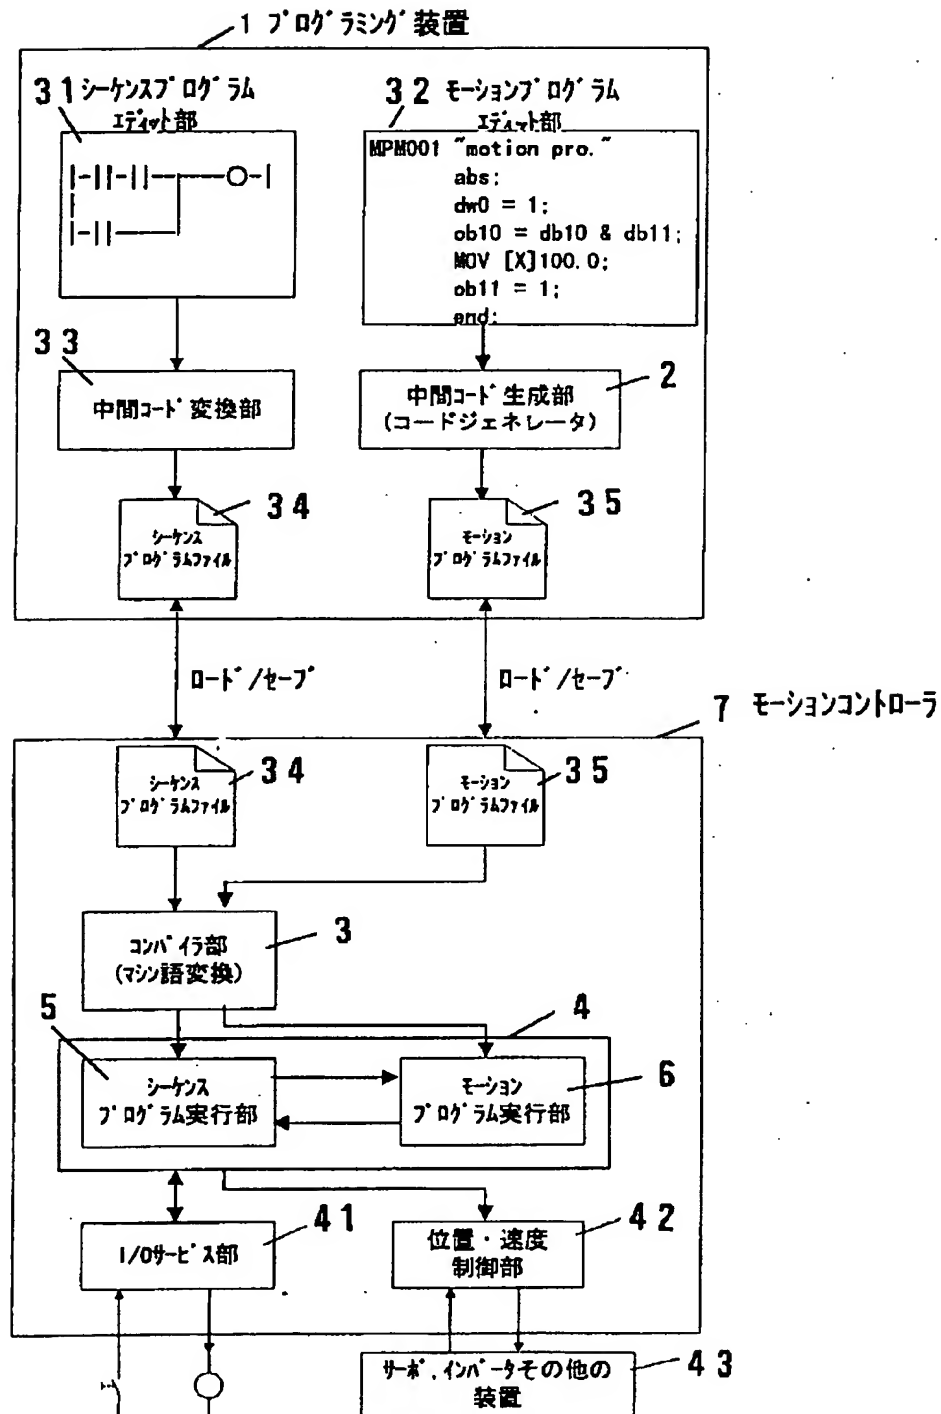 1 プログラミング装置
31 シーケンスプログラム
エディット部
32 モーションプログラム
エディット部
MPM001 "motion pro."
abs;
dw0 = 1;
ob10 = db10 & db11;
MOV [X]100.0;
ob11 = 1;
end;
33
中間コード変換部
2
中間コード生成部
(コードジェネレータ)
34
シーケンス
プログラムファイル
35
モーション
プログラムファイル
ロード/セーブ
ロード/セーブ
7 モーションコントローラ
34
シーケンス
プログラムファイル
35
モーション
プログラムファイル
3
コンパイラ部
(マシン語変換)
4
5
シーケンス
プログラム実行部
6
モーション
プログラム実行部
41
I/Oサービス部
42
位置・速度
制御部
43
サーボ,インバータその他の
装置